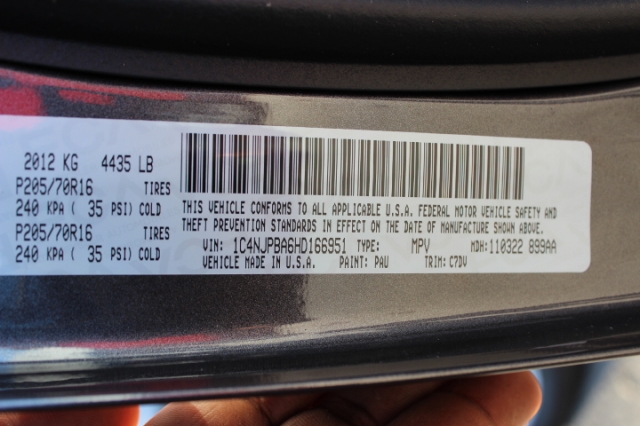 2012 KG 4435 LB
P205/70R16 TIRES
240 KPA ( 35 PSI) COLD
P205/70R16 TIRES
240 KPA ( 35 PSI) COLD
THIS VEHICLE CONFORMS TO ALL APPLICABLE U.S.A. FEDERAL MOTOR VEHICLE SAFETY AND
THEFT PREVENTION STANDARDS IN EFFECT ON THE DATE OF MANUFACTURE SHOWN ABOVE.
VIN: 1C4NJPBA6HD166951 TYPE: MPV MDH: 110322 899AA
VEHICLE MADE IN U.S.A. PAINT: PAU TRIM: C7DV